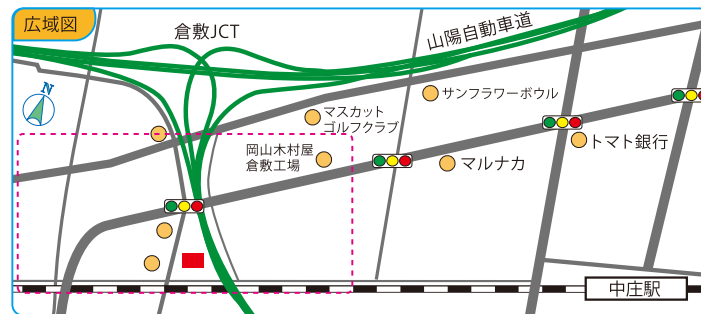 広域図
倉敷JCT
山陽自動車道
N
サンフラワーボウル
マスカット
ゴルフクラブ
岡山木村屋
倉敷工場
マルナカ
トマト銀行
中庄駅